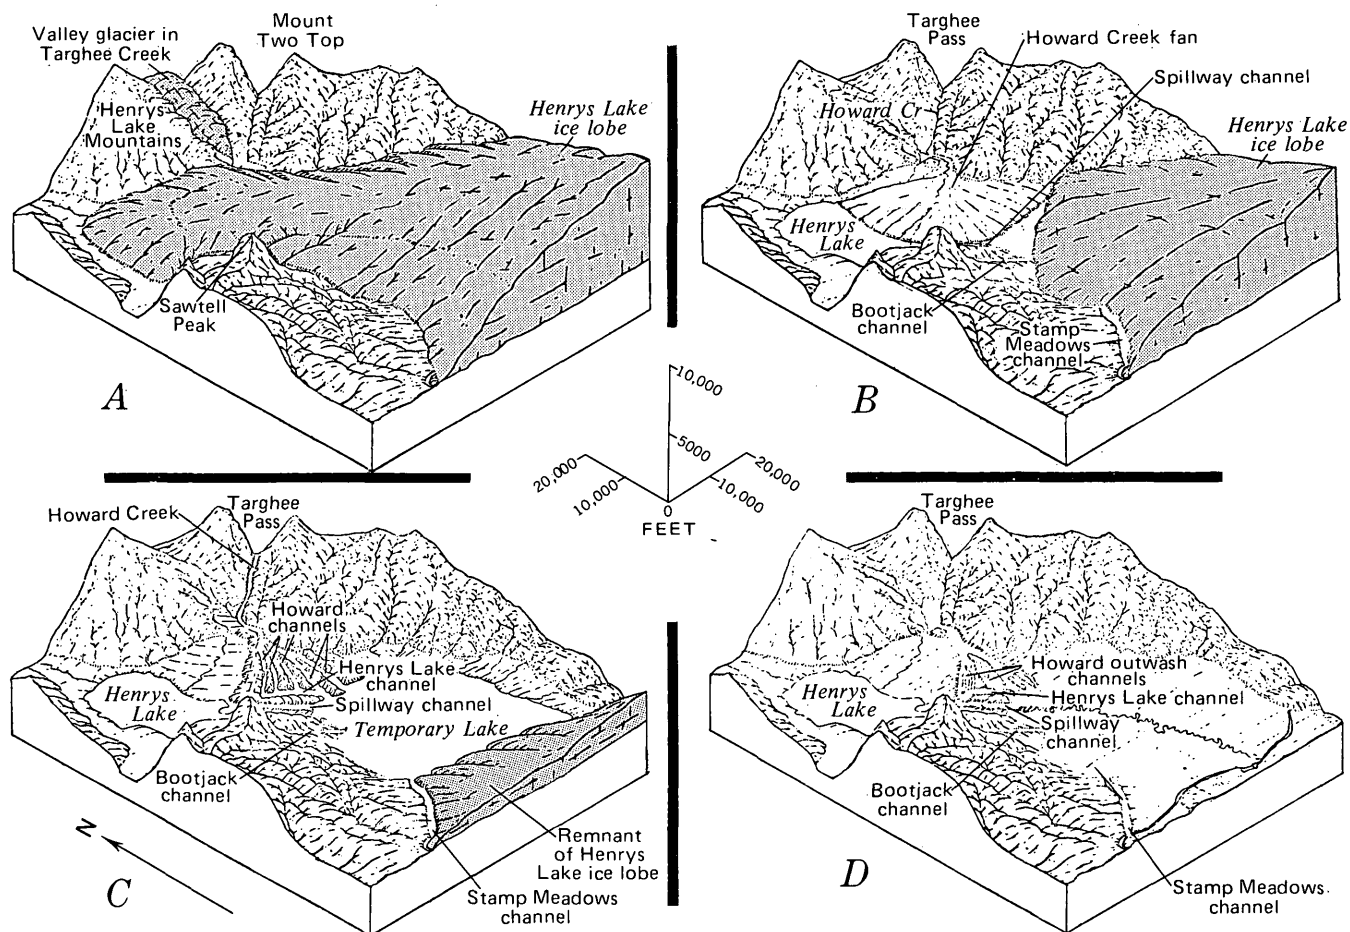 Valley glacier in
Targhee Creek
Mount
Two Top
Henrys
Lake
Mountains
Henrys Lake
ice lobe
Sawtell
Peak
A
Targhee
Pass
Howard Creek fan
Spillway channel
Howard Cr
Henrys Lake
ice lobe
Henrys
Lake
Bootjack
channel
Stamp
Meadows
channel
B
10,000
5000
20,000
10,000
0
10,000
20,000
FEET
Howard Creek
Targhee
Pass
Howard
channels
Henrys Lake
channel
Spillway channel
Henrys
Lake
Temporary Lake
Bootjack
channel
N
Remnant
of Henrys
Lake ice lobe
Stamp Meadows
channel
C
Targhee
Pass
Howard outwash
channels
Henrys Lake channel
Henrys
Lake
Spillway
channel
Bootjack
channel
Stamp Meadows
channel
D